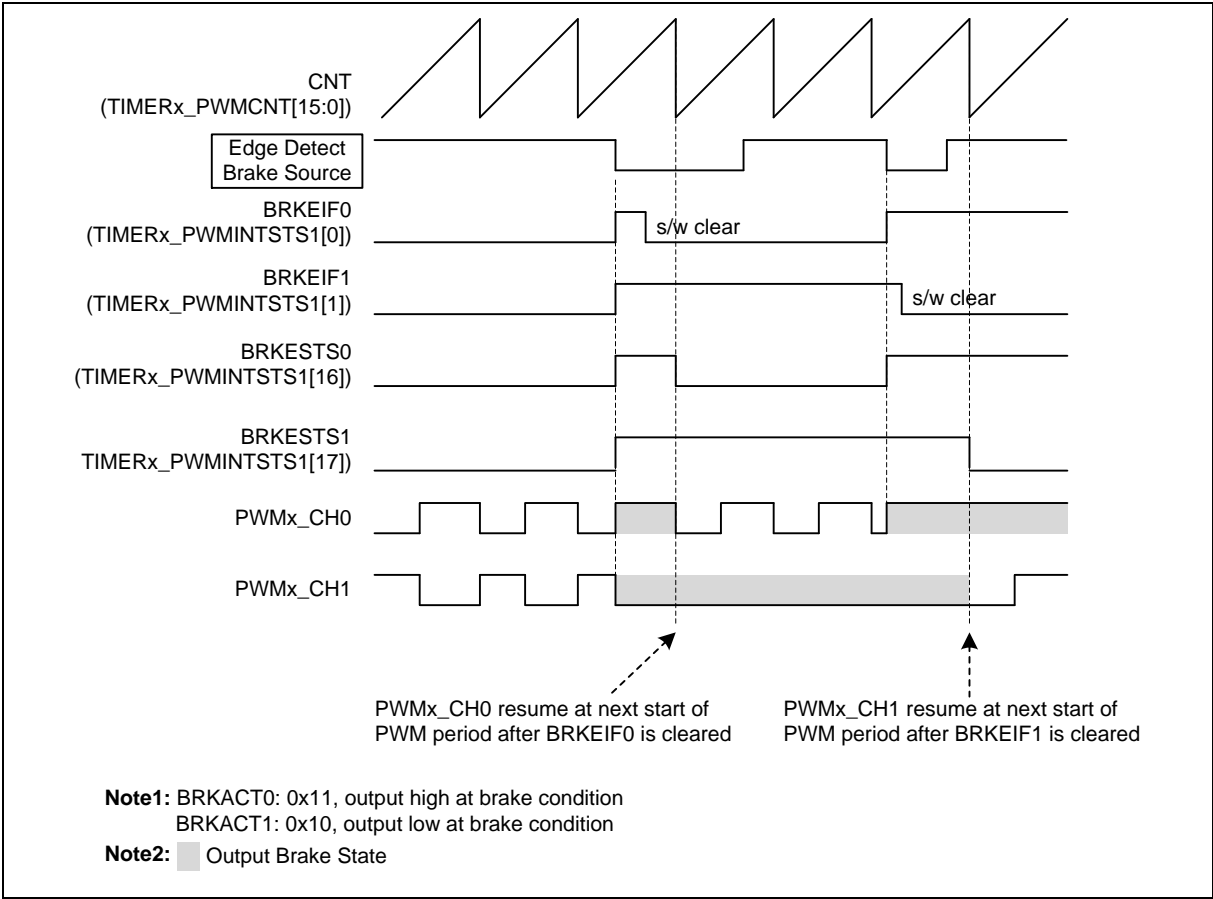 CNT
(TIMERx_PWMCNT[15:0])
Edge Detect
Brake Source
BRKEIF0
(TIMERx_PWMINTSTS1[0])
s/w clear
BRKEIF1
(TIMERx_PWMINTSTS1[1])
s/w clear
BRKESTS0
(TIMERx_PWMINTSTS1[16])
BRKESTS1
TIMERx_PWMINTSTS1[17])
PWMx_CH0
PWMx_CH1
PWMx_CH0 resume at next start of
PWM period after BRKEIF0 is cleared
PWMx_CH1 resume at next start of
PWM period after BRKEIF1 is cleared
Note1: BRKACT0: 0x11, output high at brake condition
BRKACT1: 0x10, output low at brake condition
Note2: Output Brake State